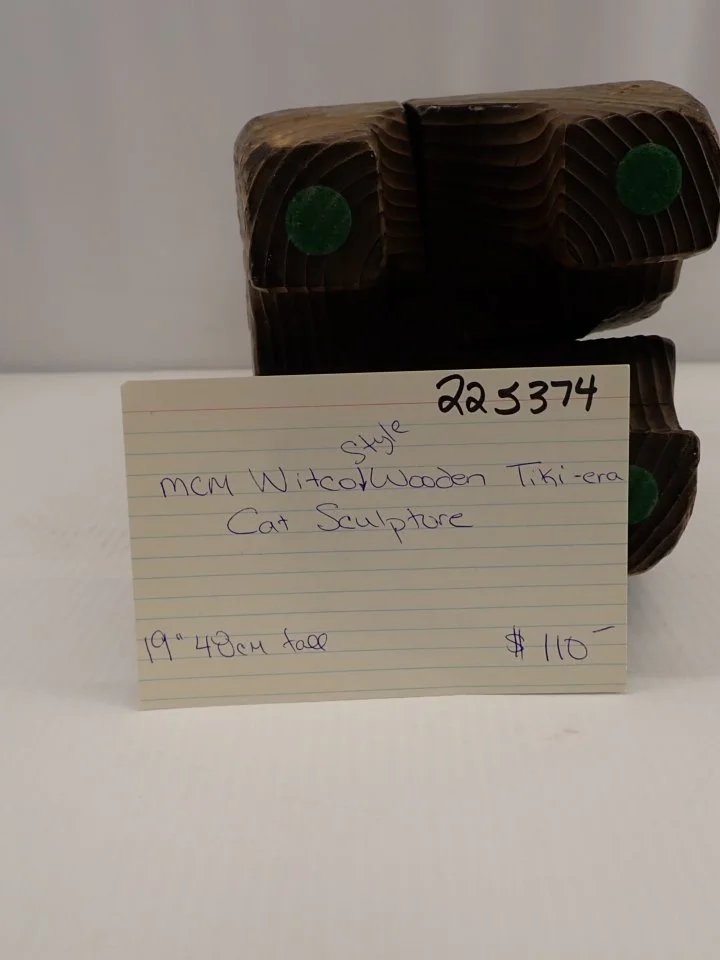 225374
MCM Witco Style Wooden Tiki-era
Cat Sculpture
19" 48cm tall $110-